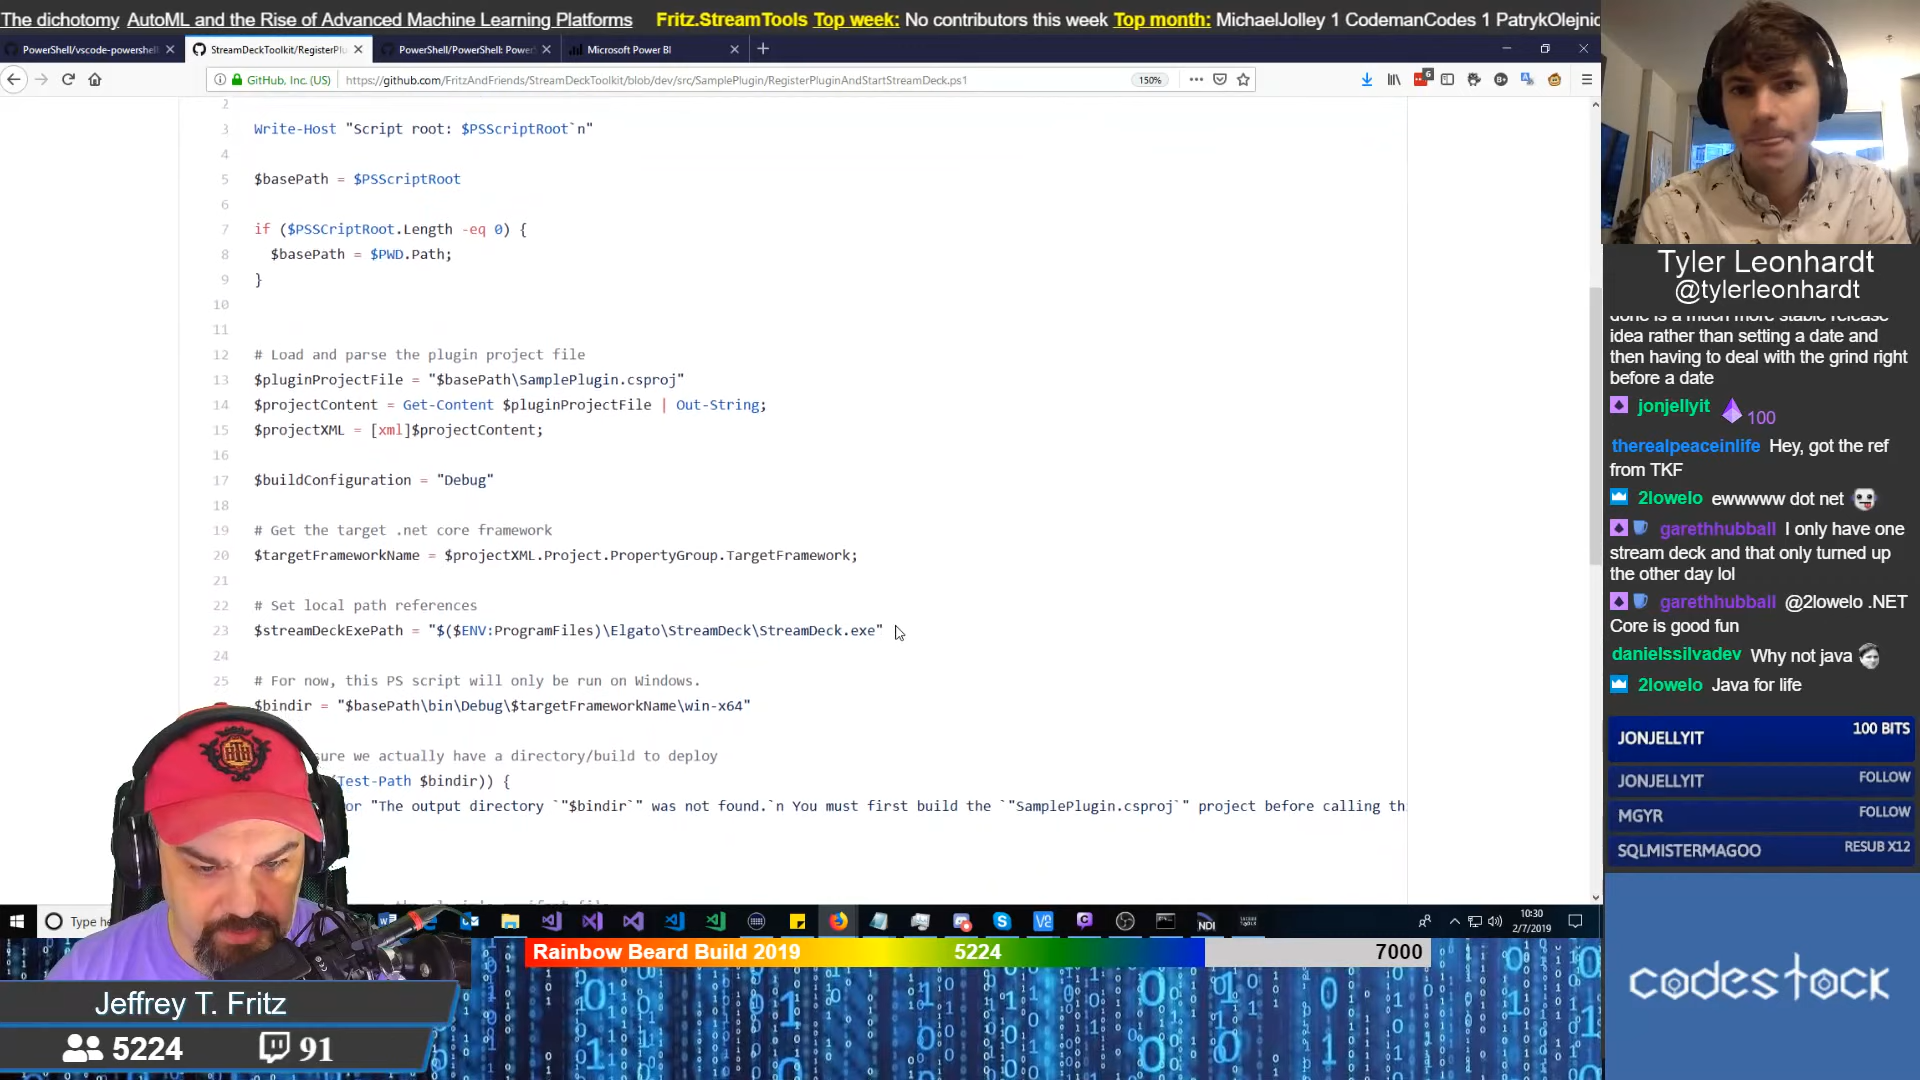 The dichotomy AutoML and the Rise of Advanced Machine Learning Platforms Fritz.StreamTools Top week: No contributors this week Top month: MichaelJolley 1 CodemanCodes 1 PatrykOlejnic
PowerShell/vscode-powershell
StreamDeckToolkit/RegisterPlu
PowerShell/PowerShell: PowerS
Microsoft Power BI
GitHub, Inc. (US)
https://github.com/FritzAndFriends/StreamDeckToolkit/blob/dev/src/SamplePlugin/RegisterPluginAndStartStreamDeck.ps1
150%
6
2
3 Write-Host "Script root: $PSScriptRoot`n"
4
5 $basePath = $PSScriptRoot
6
7 if ($PSSCriptRoot.Length -eq 0) {
8 $basePath = $PWD.Path;
9 }
10
11
12 # Load and parse the plugin project file
13 $pluginProjectFile = "$basePath\SamplePlugin.csproj"
14 $projectContent = Get-Content $pluginProjectFile | Out-String;
15 $projectXML = [xml]$projectContent;
16
17 $buildConfiguration = "Debug"
18
19 # Get the target .net core framework
20 $targetFrameworkName = $projectXML.Project.PropertyGroup.TargetFramework;
21
22 # Set local path references
23 $streamDeckExePath = "$($ENV:ProgramFiles)\Elgato\StreamDeck\StreamDeck.exe"
24
25 # For now, this PS script will only be run on Windows.
$bindir = "$basePath\bin\Debug\$targetFrameworkName\win-x64"
sure we actually have a directory/build to deploy
Test-Path $bindir)) {
or "The output directory `"$bindir`" was not found.`n You must first build the `"SamplePlugin.csproj`" project before calling thi
Type he
10:30
2/7/2019
Tyler Leonhardt
@tylerleonhardt
done is a much more stable release
idea rather than setting a date and
then having to deal with the grind right
before a date
jonjellyit 100
therealpeaceinlife Hey, got the ref
from TKF
2lowelo ewwwww dot net
garethhubball I only have one
stream deck and that only turned up
the other day lol
garethhubball @2lowelo .NET
Core is good fun
danielssilvadev Why not java
2lowelo Java for life
JONJELLYIT 100 BITS
JONJELLYIT FOLLOW
MGYR FOLLOW
SQLMISTERMAGOO RESUB X12
codestock
Rainbow Beard Build 2019 5224 7000
Jeffrey T. Fritz
5224 91